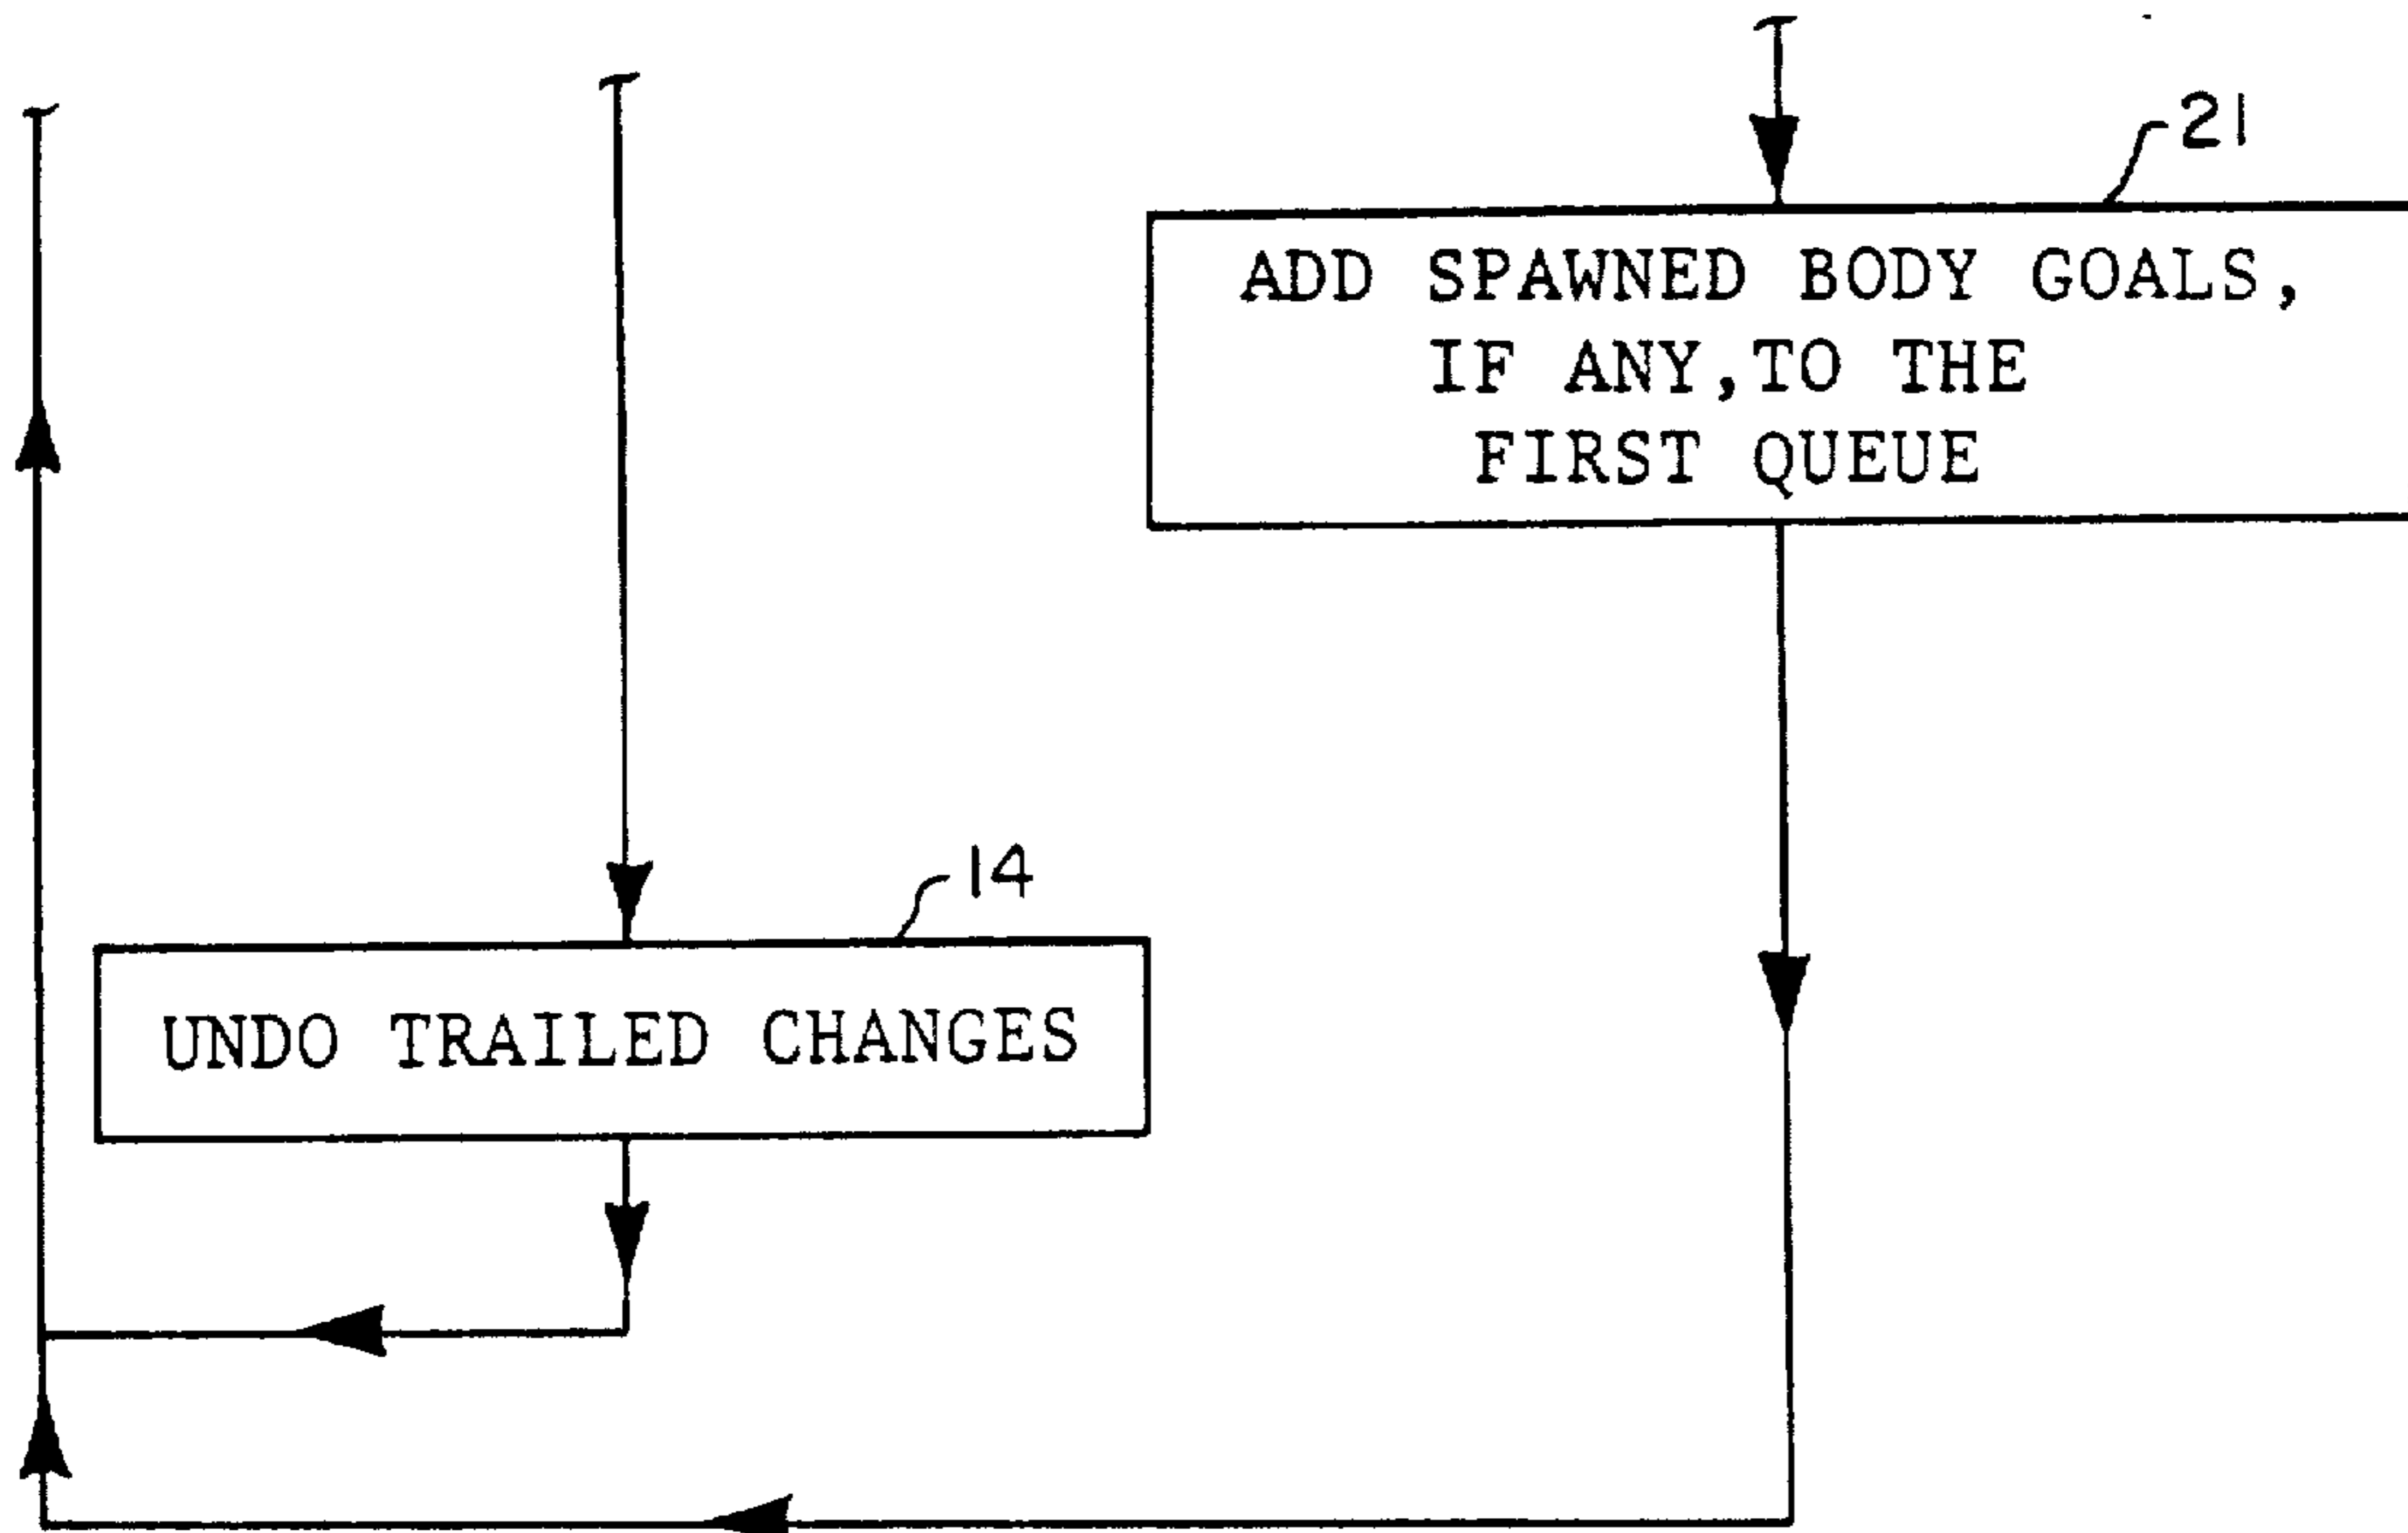 21
ADD SPAWNED BODY GOALS,
IF ANY,TO THE
FIRST QUEUE
14
UNDO TRAILED CHANGES